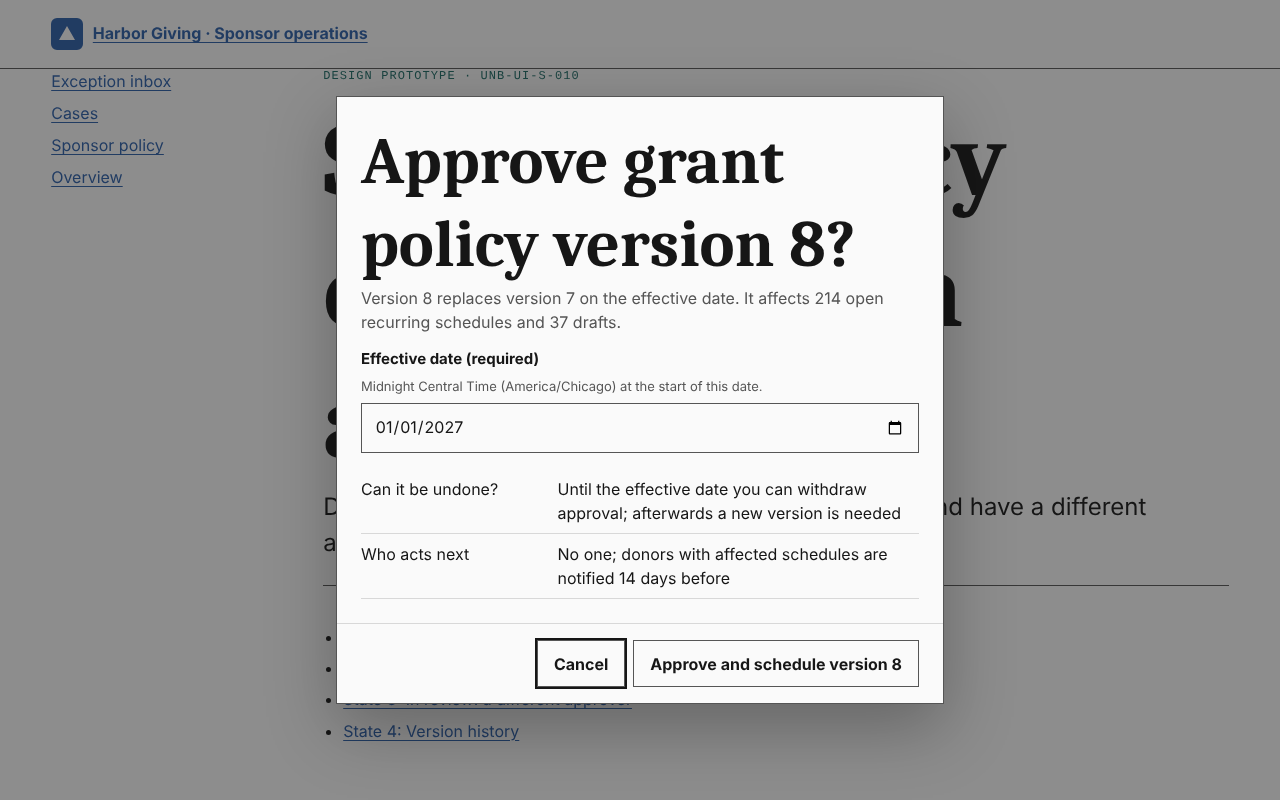 Harbor Giving · Sponsor operations
Exception inbox
Cases
Sponsor policy
Overview
DESIGN PROTOTYPE · UNB-UI-S-010
Approve grant
policy version 8?
Version 8 replaces version 7 on the effective date. It affects 214 open
recurring schedules and 37 drafts.
Effective date (required)
Midnight Central Time (America/Chicago) at the start of this date.
01/01/2027
Can it be undone?
Until the effective date you can withdraw
approval; afterwards a new version is needed
Who acts next
No one; donors with affected schedules are
notified 14 days before
Cancel
Approve and schedule version 8
have a different
State 4: Version history